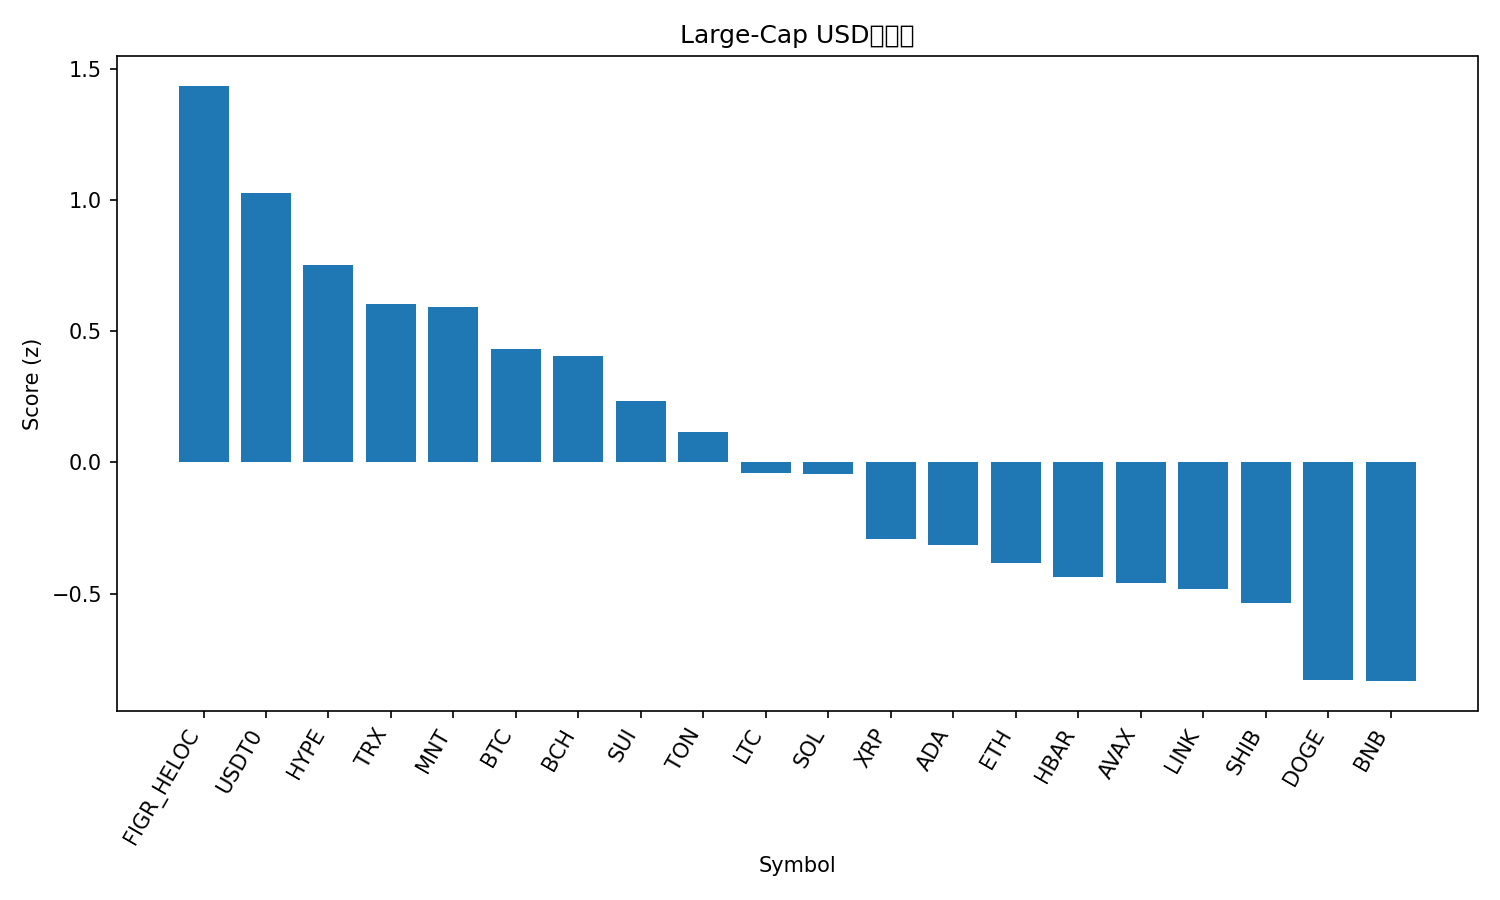 Large-Cap USD
Score (z)
1.5
1.0
0.5
0.0
−0.5
FIGR_HELOC
USDT0
HYPE
TRX
MNT
BTC
BCH
SUI
TON
LTC
SOL
XRP
ADA
ETH
HBAR
AVAX
LINK
SHIB
DOGE
BNB
Symbol